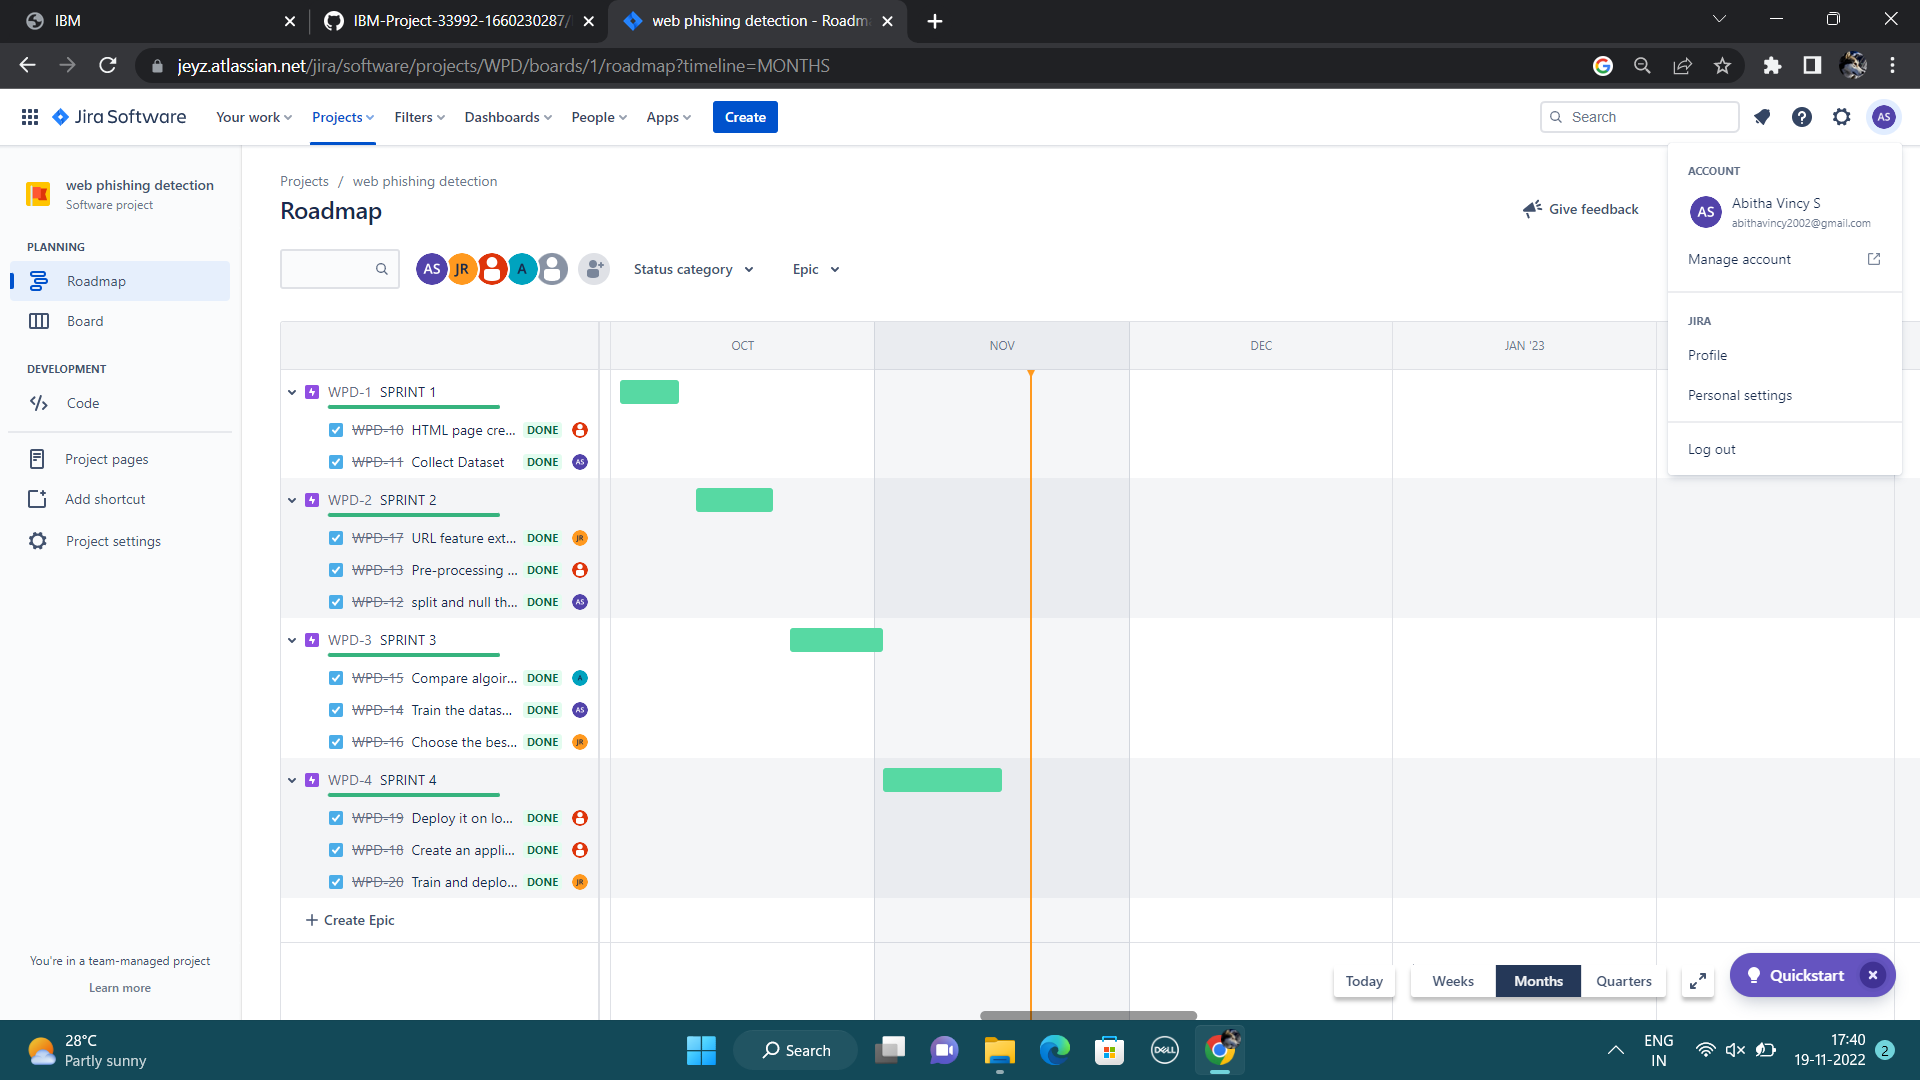 IBM
IBM-Project-33992-1660230287/
web phishing detection - Roadm
jeyz.atlassian.net/jira/software/projects/WPD/boards/1/roadmap?timeline=MONTHS
Jira Software
Your work
Projects
Filters
Dashboards
People
Apps
Create
Search
AS
web phishing detection
Software project
PLANNING
Roadmap
Board
DEVELOPMENT
Code
Project pages
Add shortcut
Project settings
You're in a team-managed project
Learn more
Projects / web phishing detection
Roadmap
Give feedback
AS JR A
Status category
Epic
ACCOUNT
AS Abitha Vincy S
abithavincy2002@gmail.com
Manage account
JIRA
Profile
Personal settings
Log out
OCT NOV DEC JAN '23
WPD-1 SPRINT 1
WPD-10 HTML page cre... DONE
WPD-11 Collect Dataset DONE AS
WPD-2 SPRINT 2
WPD-17 URL feature ext... DONE JR
WPD-13 Pre-processing ... DONE
WPD-12 split and null th... DONE AS
WPD-3 SPRINT 3
WPD-15 Compare algoir... DONE A
WPD-14 Train the datas... DONE AS
WPD-16 Choose the bes... DONE JR
WPD-4 SPRINT 4
WPD-19 Deploy it on lo... DONE
WPD-18 Create an appli... DONE
WPD-20 Train and deplo... DONE JR
+ Create Epic
Today
Weeks
Months
Quarters
Quickstart
28°C
Partly sunny
Search
DELL
ENG
IN
17:40
19-11-2022
2